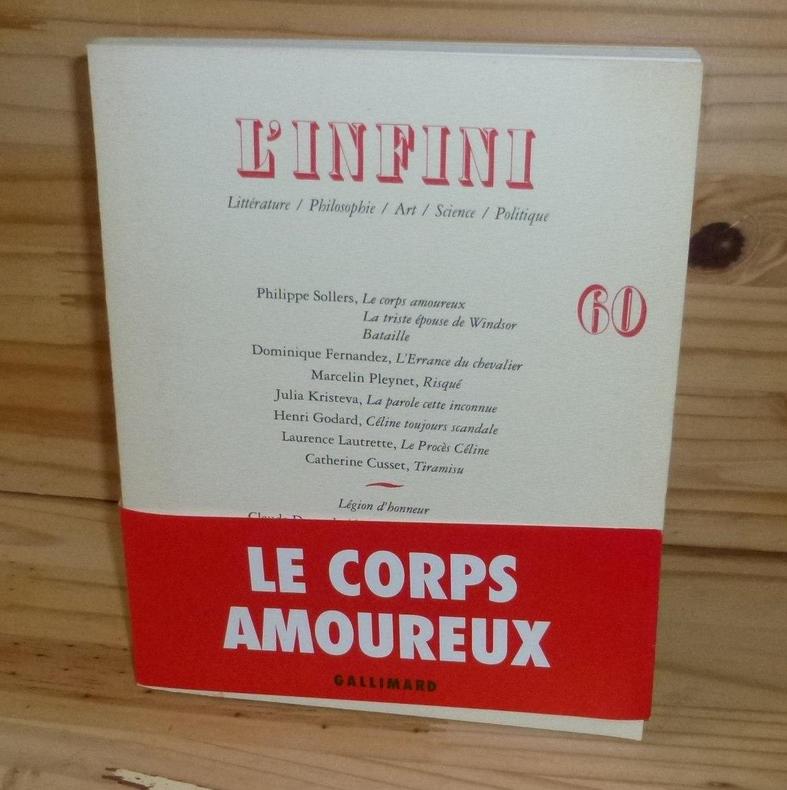 L'INFINI
Littérature / Philosophie / Art / Science / Politique
60
Philippe Sollers, Le corps amoureux
La triste épouse de Windsor
Bataille
Dominique Fernandez, L'Errance du chevalier
Marcelin Pleynet, Risqué
Julia Kristeva, La parole cette inconnue
Henri Godard, Céline toujours scandale
Laurence Lautrette, Le Procès Céline
Catherine Cusset, Tiramisu
Légion d'honneur
LE CORPS
AMOUREUX
GALLIMARD